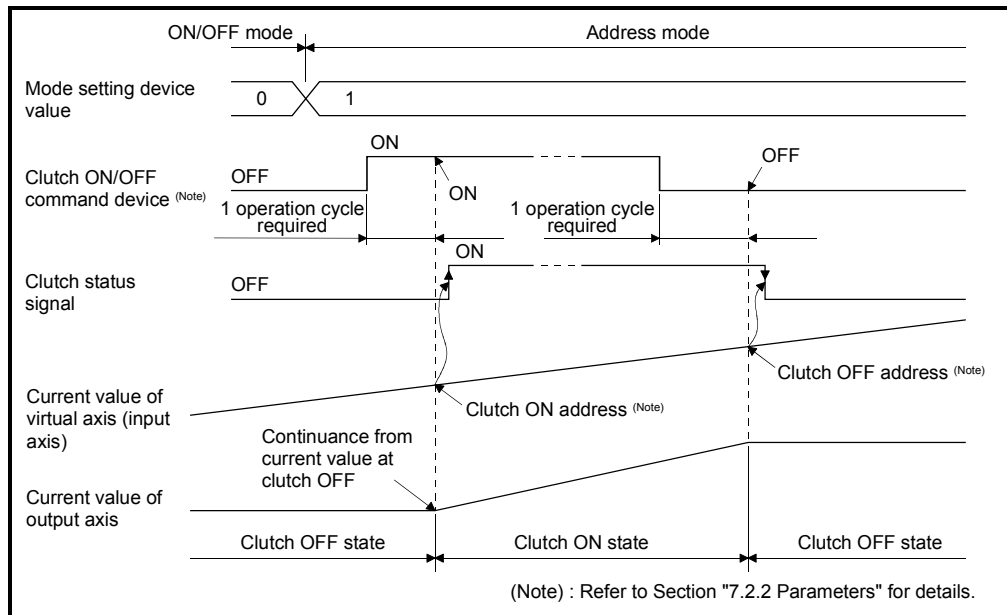 ON/OFF mode
Address mode
Mode setting device
value
0
1
ON
OFF
Clutch ON/OFF
command device (Note)
OFF
ON
1 operation cycle
required
1 operation cycle
required
ON
Clutch status
signal
OFF
Clutch OFF address (Note)
Clutch ON address (Note)
Current value of
virtual axis (input
axis)
Continuance from
current value at
clutch OFF
Current value of
output axis
Clutch OFF state
Clutch ON state
Clutch OFF state
(Note) : Refer to Section "7.2.2 Parameters" for details.